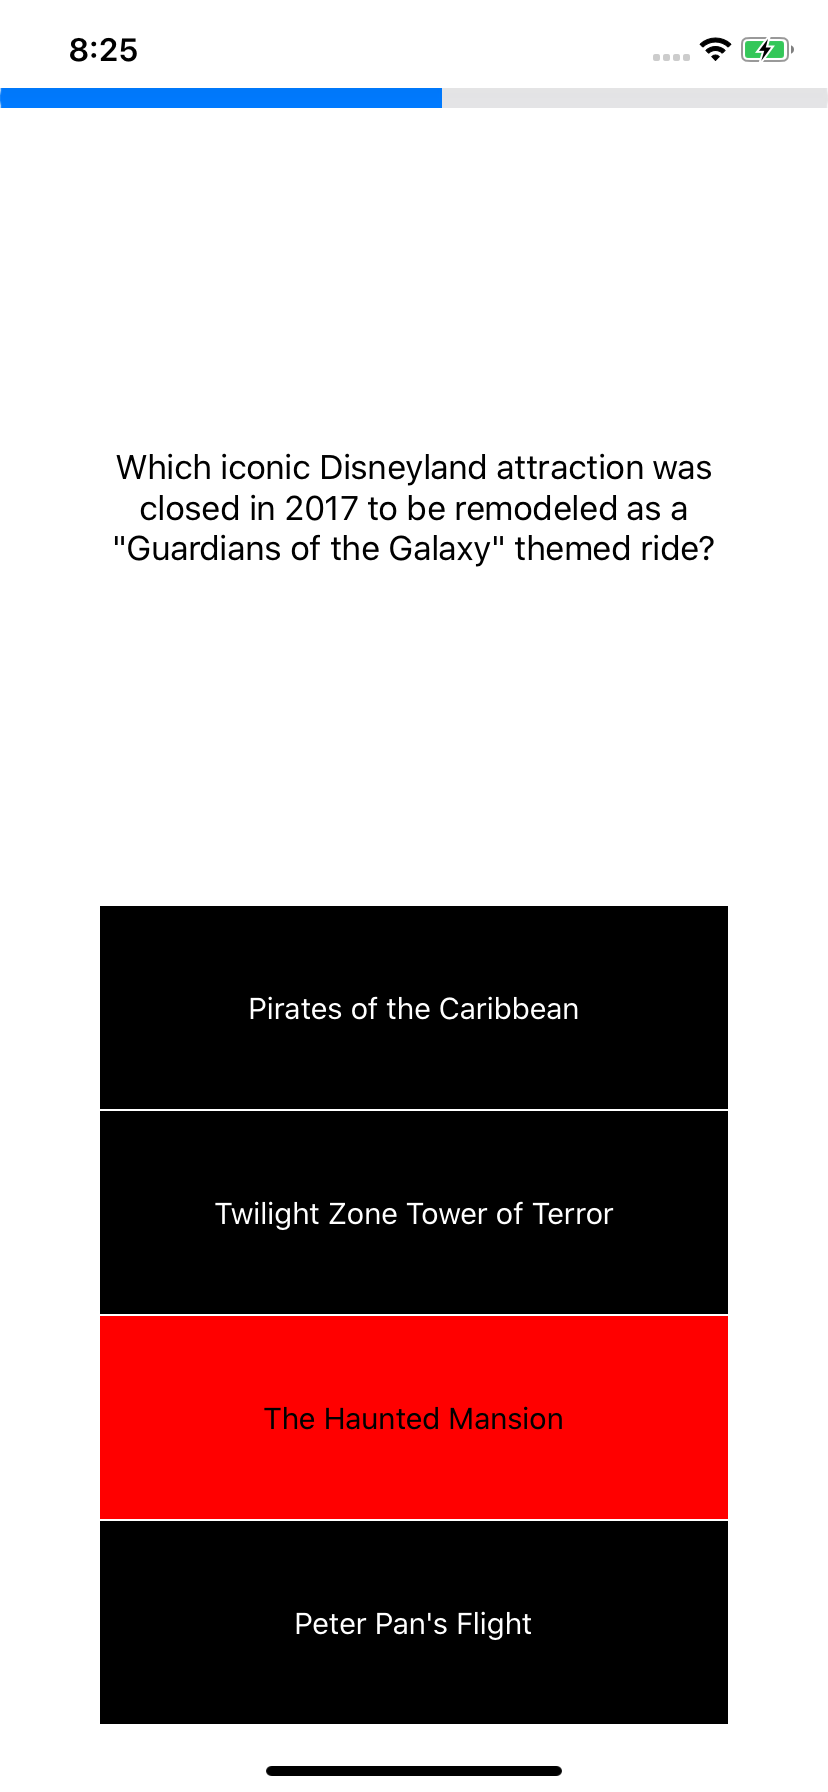 8:25
Which iconic Disneyland attraction was
closed in 2017 to be remodeled as a
"Guardians of the Galaxy" themed ride?
Pirates of the Caribbean
Twilight Zone Tower of Terror
The Haunted Mansion
Peter Pan's Flight